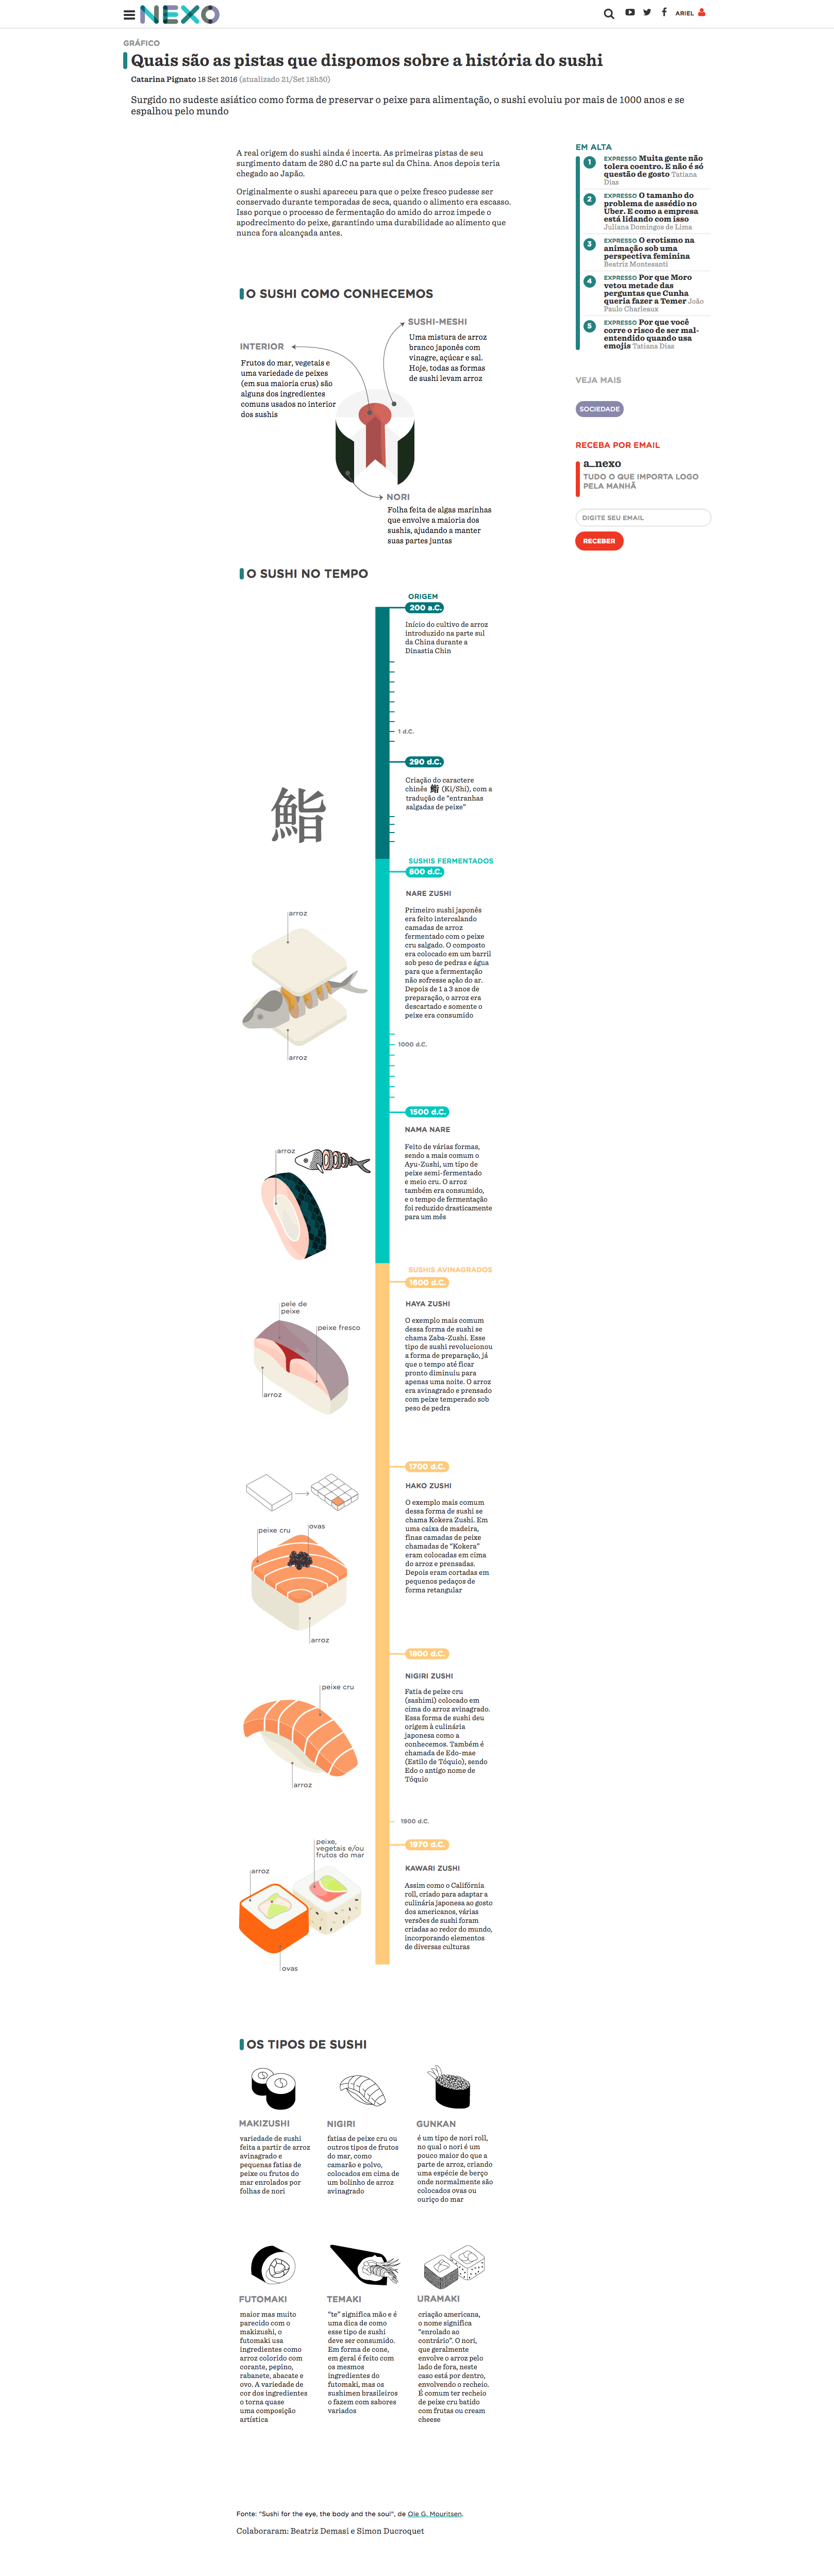 NEXO
ARIEL
GRÁFICO
Quais são as pistas que dispomos sobre a história do sushi
Catarina Pignato 18 Set 2016 (atualizado 21/Set 18h50)
Surgido no sudeste asiático como forma de preservar o peixe para alimentação, o sushi evoluiu por mais de 1000 anos e se
espalhou pelo mundo
A real origem do sushi ainda é incerta. As primeiras pistas de seu
surgimento datam de 280 d.C na parte sul da China. Anos depois teria
chegado ao Japão.
Originalmente o sushi apareceu para que o peixe fresco pudesse ser
conservado durante temporadas de seca, quando o alimento era escasso.
Isso porque o processo de fermentação do amido do arroz impede o
apodrecimento do peixe, garantindo uma durabilidade ao alimento que
nunca fora alcançada antes.
EM ALTA
1
EXPRESSO Muita gente não
tolera coentro. E não é só
questão de gosto Tatiana
Dias
2
EXPRESSO O tamanho do
problema de assédio no
Uber. E como a empresa
está lidando com isso
Juliana Domingos de Lima
3
EXPRESSO O erotismo na
animação sob uma
perspectiva feminina
Beatriz Montesanti
4
EXPRESSO Por que Moro
vetou metade das
perguntas que Cunha
queria fazer a Temer João
Paulo Charleaux
5
EXPRESSO Por que você
corre o risco de ser mal-
entendido quando usa
emojis Tatiana Dias
VEJA MAIS
SOCIEDADE
RECEBA POR EMAIL
a_nexo
TUDO O QUE IMPORTA LOGO
PELA MANHÃ
DIGITE SEU EMAIL
RECEBER
O SUSHI COMO CONHECEMOS
SUSHI-MESHI
Uma mistura de arroz
branco japonês com
vinagre, açúcar e sal.
Hoje, todas as formas
de sushi levam arroz
INTERIOR
Frutos do mar, vegetais e
uma variedade de peixes
(em sua maioria crus) são
alguns dos ingredientes
comuns usados no interior
dos sushis
NORI
Folha feita de algas marinhas
que envolve a maioria dos
sushis, ajudando a manter
suas partes juntas
O SUSHI NO TEMPO
ORIGEM
200 a.C.
Início do cultivo de arroz
introduzido na parte sul
da China durante a
Dinastia Chin
1 d.C.
290 d.C.
Criação do caractere
chinês 鮨 (Ki/Shi), com a
tradução de "entranhas
salgadas de peixe"
鮨
SUSHIS FERMENTADOS
800 d.C.
NARE ZUSHI
Primeiro sushi japonês
era feito intercalando
camadas de arroz
fermentado com o peixe
cru salgado. O composto
era colocado em um barril
sob peso de pedras e água
para que a fermentação
não sofresse ação do ar.
Depois de 1 a 3 anos de
preparação, o arroz era
descartado e somente o
peixe era consumido
arroz
arroz
1000 d.C.
1500 d.C.
NAMA NARE
Feito de várias formas,
sendo a mais comum o
Ayu-Zushi, um tipo de
peixe semi-fermentado
e meio cru. O arroz
também era consumido,
e o tempo de fermentação
foi reduzido drasticamente
para um mês
arroz
SUSHIS AVINAGRADOS
1600 d.C.
HAYA ZUSHI
O exemplo mais comum
dessa forma de sushi se
chama Zaba-Zushi. Esse
tipo de sushi revolucionou
a forma de preparação, já
que o tempo até ficar
pronto diminuiu para
apenas uma noite. O arroz
era avinagrado e prensado
com peixe temperado sob
peso de pedra
pele de
peixe
peixe fresco
arroz
1700 d.C.
HAKO ZUSHI
O exemplo mais comum
dessa forma de sushi se
chama Kokera Zushi. Em
uma caixa de madeira,
finas camadas de peixe
chamadas de "Kokera"
eram colocadas em cima
do arroz e prensadas.
Depois eram cortadas em
pequenos pedaços de
forma retangular
peixe cru
ovas
arroz
1800 d.C.
NIGIRI ZUSHI
Fatia de peixe cru
(sashimi) colocado em
cima do arroz avinagrado.
Essa forma de sushi deu
origem à culinária
japonesa como a
conhecemos. Também é
chamada de Edo-mae
(Estilo de Tóquio), sendo
Edo o antigo nome de
Tóquio
peixe cru
arroz
1900 d.C.
1970 d.C.
KAWARI ZUSHI
Assim como o Califórnia
roll, criado para adaptar a
culinária japonesa ao gosto
dos americanos, várias
versões de sushi foram
criadas ao redor do mundo,
incorporando elementos
de diversas culturas
peixe,
vegetais e/ou
frutos do mar
arroz
ovas
OS TIPOS DE SUSHI
MAKIZUSHI
variedade de sushi
feita a partir de arroz
avinagrado e
pequenas fatias de
peixe ou frutos do
mar enrolados por
folhas de nori
NIGIRI
fatias de peixe cru ou
outros tipos de frutos
do mar, como
camarão e polvo,
colocados em cima de
um bolinho de arroz
avinagrado
GUNKAN
é um tipo de nori roll,
no qual o nori é um
pouco maior do que a
parte de arroz, criando
uma espécie de berço
onde normalmente são
colocados ovas ou
ouriço do mar
FUTOMAKI
maior mas muito
parecido com o
makizushi, o
futomaki usa
ingredientes como
arroz colorido com
corante, pepino,
rabanete, abacate e
ovo. A variedade de
cor dos ingredientes
o torna quase
uma composição
artística
TEMAKI
"te" significa mão e é
uma dica de como
esse tipo de sushi
deve ser consumido.
Em forma de cone,
em geral é feito com
os mesmos
ingredientes do
futomaki, mas os
sushimen brasileiros
o fazem com sabores
variados
URAMAKI
criação americana,
o nome significa
"enrolado ao
contrário". O nori,
que geralmente
envolve o arroz pelo
lado de fora, neste
caso está por dentro,
envolvendo o recheio.
É comum ter recheio
de peixe cru batido
com frutas ou cream
cheese
Fonte: "Sushi for the eye, the body and the soul", de Ole G. Mouritsen.
Colaboraram: Beatriz Demasi e Simon Ducroquet